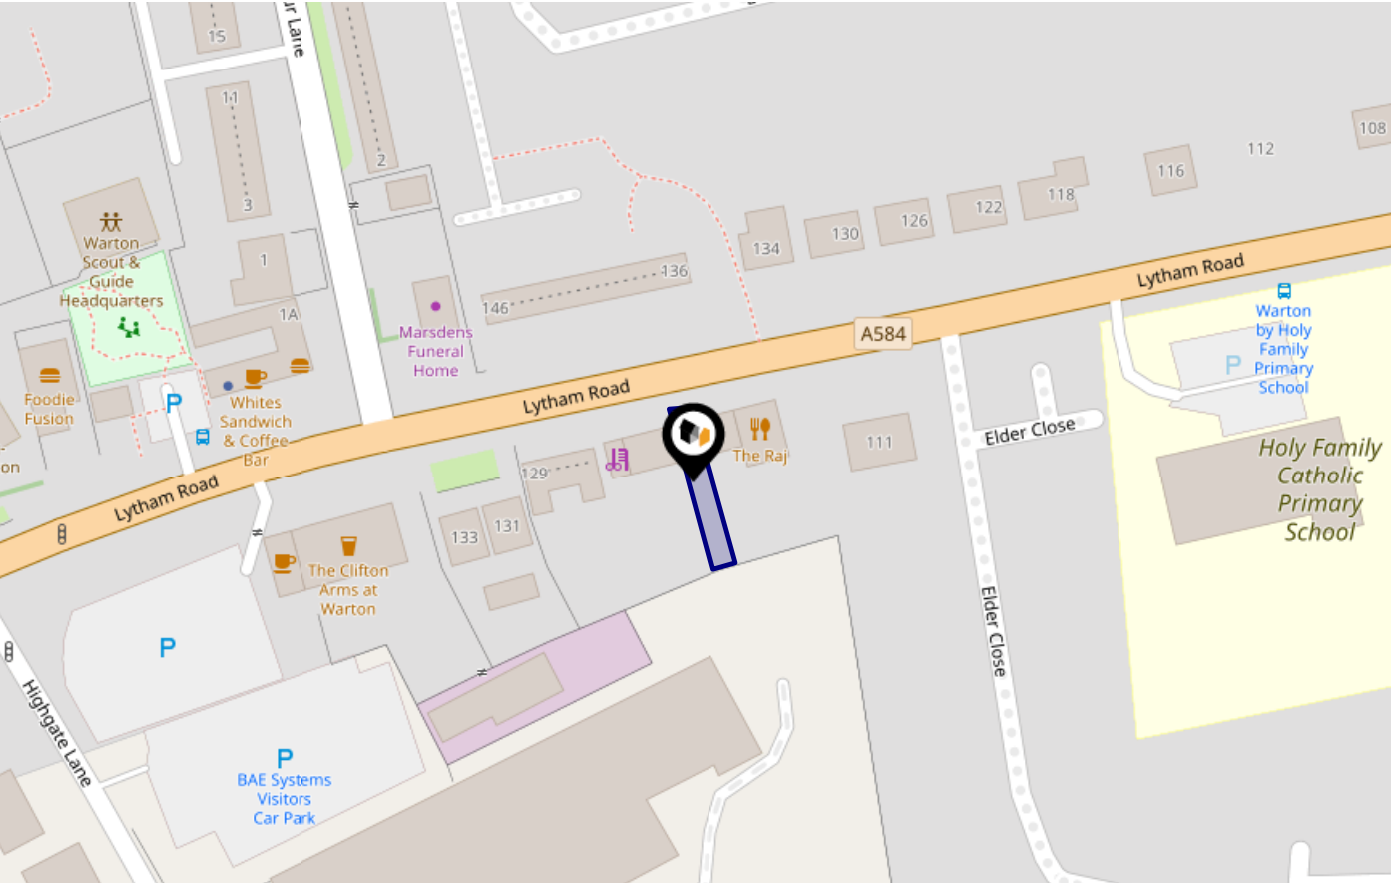 15
ur Lane
11
2
3
108
112
116
118
122
126
130
134
Warton
Scout &
Guide
Headquarters
1
136
146
1A
Lytham Road
Warton
by Holy
Family
Primary
School
P
A584
Marsdens
Funeral
Home
Foodie
Fusion
P
Whites
Sandwich
& Coffee
Bar
Lytham Road
The Raj
111
Elder Close
Holy Family
Catholic
Primary
School
on
129
Lytham Road
133
131
The Clifton
Arms at
Warton
Elder Close
P
Highgate Lane
P
BAE Systems
Visitors
Car Park